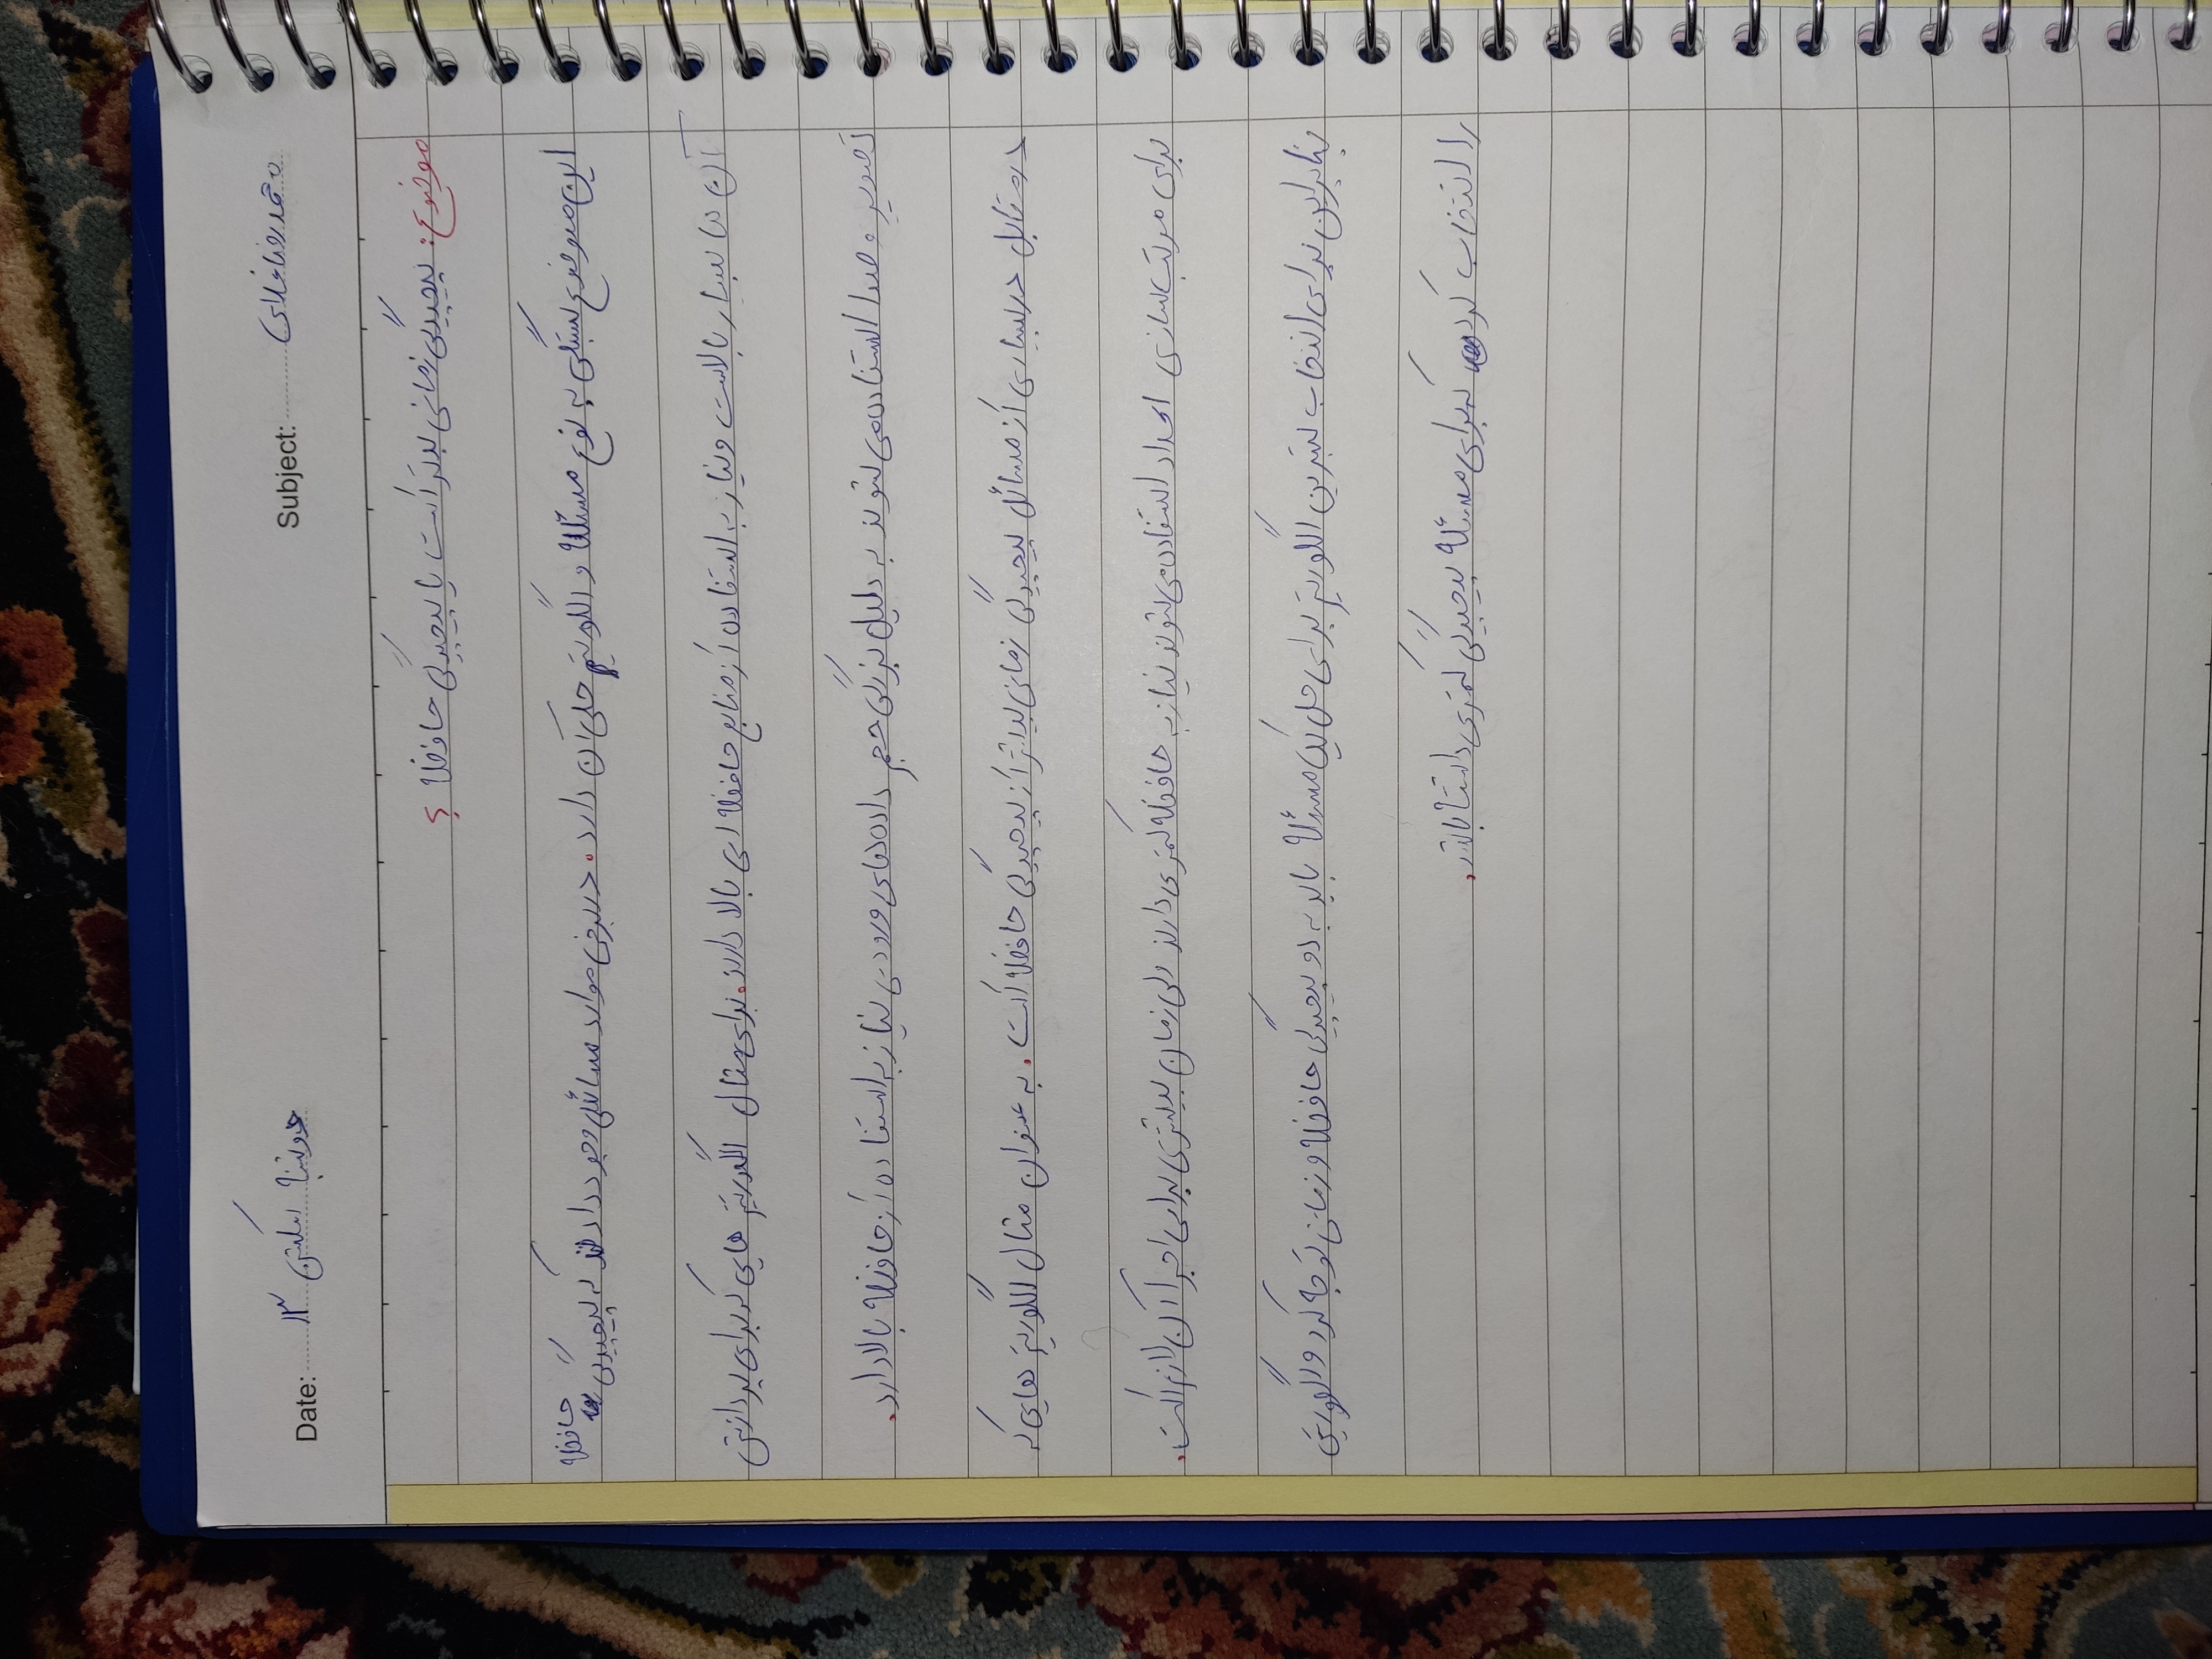 Subject: محمدرضا غلامی
Date: دوشنبه سکشن ۱۳
موضوع: پیچیدگی زمانی بدتر است یا پیچیدگی حافظه ؟
این موضوع بستگی به نوع مسئله و الگوریتم حل آن دارد. در برخی موارد مسائلی وجود دارند که پیچیدگی حافظه
آن ها بسیار بالاست و نیاز به استفاده از منابع حافظه ای بالا دارند. برای مثال الگوریتم هایی که برای پردازش
تصویر و صدا استفاده می شوند به دلیل بزرگی حجم داده های ورودی نیاز به استفاده از حافظه بالا دارد.
در مقابل در بسیاری از مسائل پیچیدگی زمانی بدتر از پیچیدگی حافظه است. به عنوان مثال الگوریتم هایی که
برای مرتب سازی اعداد استفاده می شوند نیاز به حافظه کمتری دارند ولی زمان بیشتری برای اجرا آن لازم است.
بنابراین برای انتخاب بهترین الگوریتم برای حل یک مسئله باید به دو پیچیدگی حافظه و زمانی توجه کرد و الگوریتمی
را انتخاب کرد که برای مسئله پیچیدگی کمتری داشته باشد.